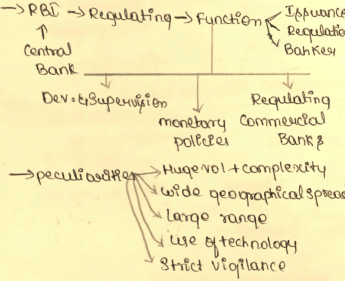 → RBI → Regulating → Function Issuance
Regulation
Banker
↑
Central
Bank
Dev. & Supervision
monetary
policies
Regulating
Commercial
Banks
→ peculiarities Huge vol + complexity
wide geographical spread
Large range
use of technology
Strict vigilance